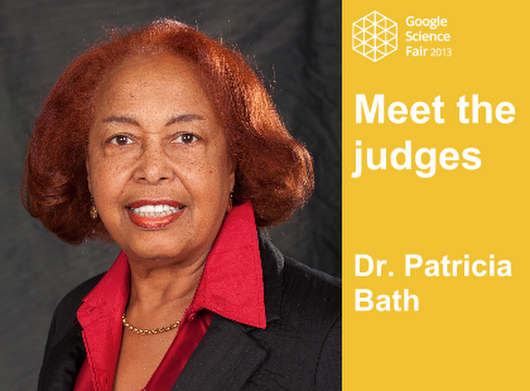 Google
Science
Fair 2013
Meet the
judges
Dr. Patricia
Bath